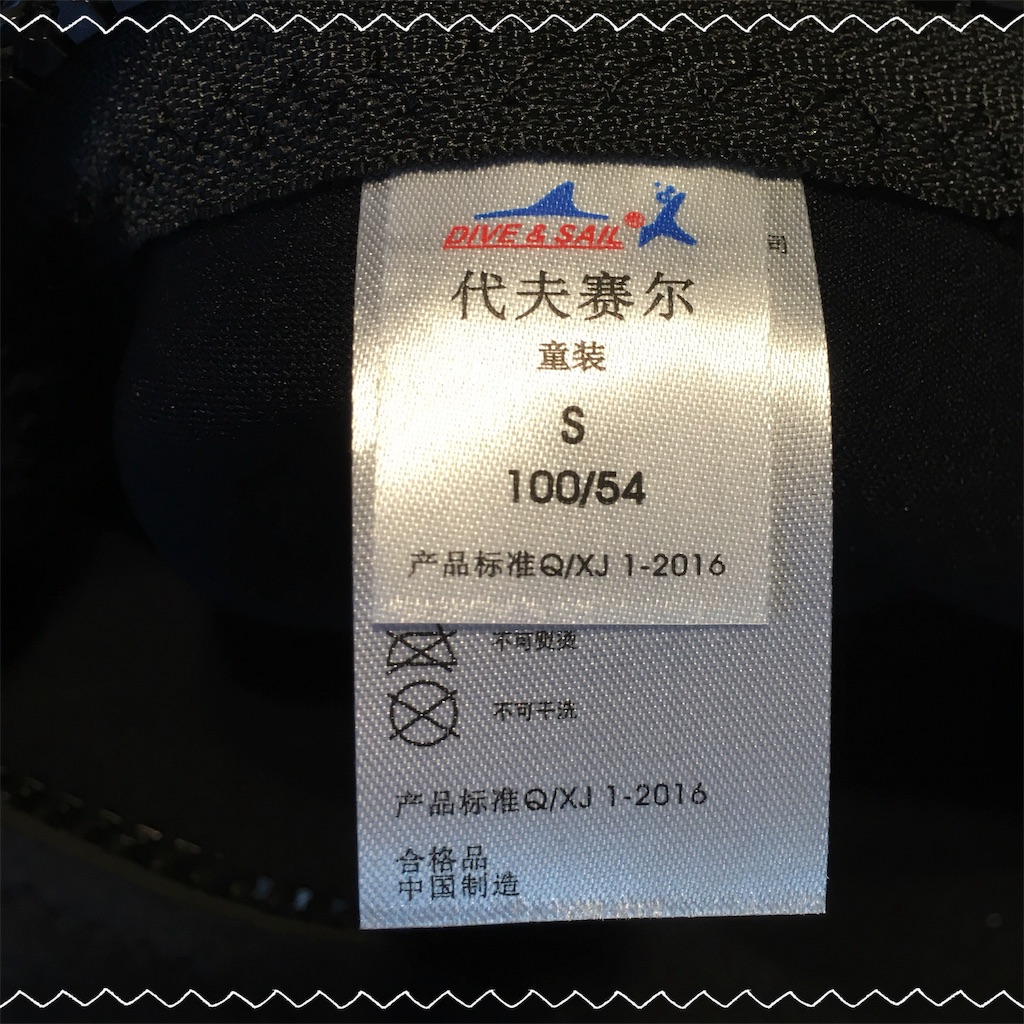 DIVE & SAIL
司
代夫赛尔
童装
S
100/54
产品标准Q/XJ 1-2016
不可熨烫
不可干洗
产品标准Q/XJ 1-2016
合格品
中国制造